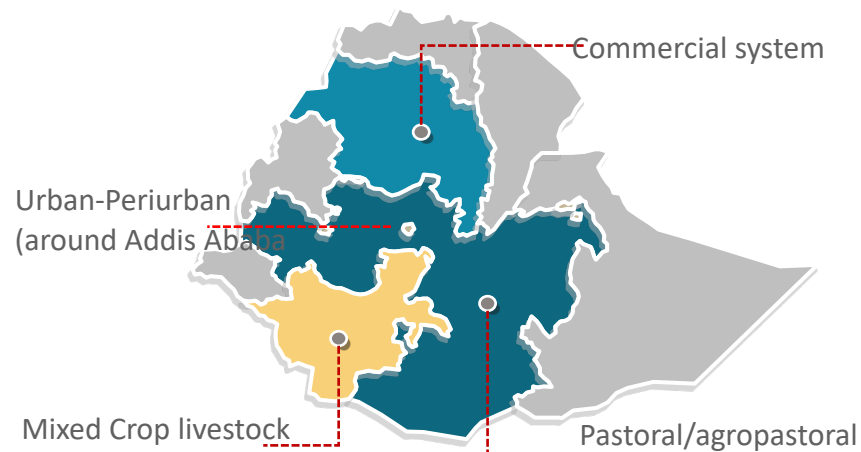 Commercial system
Urban-Periurban
(around Addis Ababa
Mixed Crop livestock
Pastoral/agropastoral